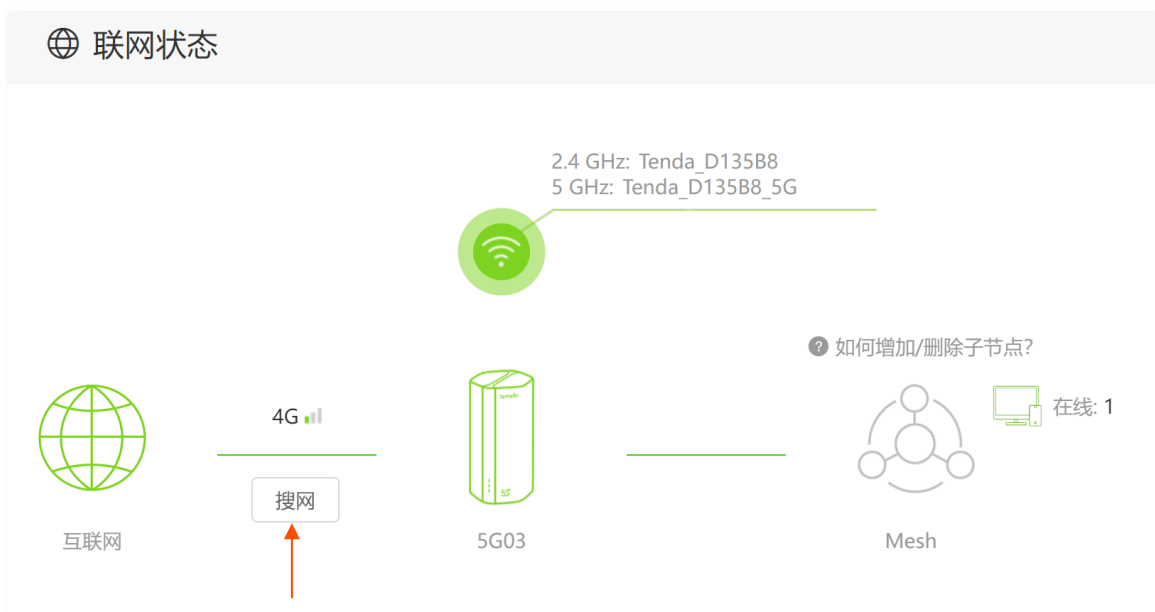 联网状态
2.4 GHz: Tenda_D135B8
5 GHz: Tenda_D135B8_5G
如何增加/删除子节点?
4G
在线: 1
搜网
互联网
5G03
Mesh